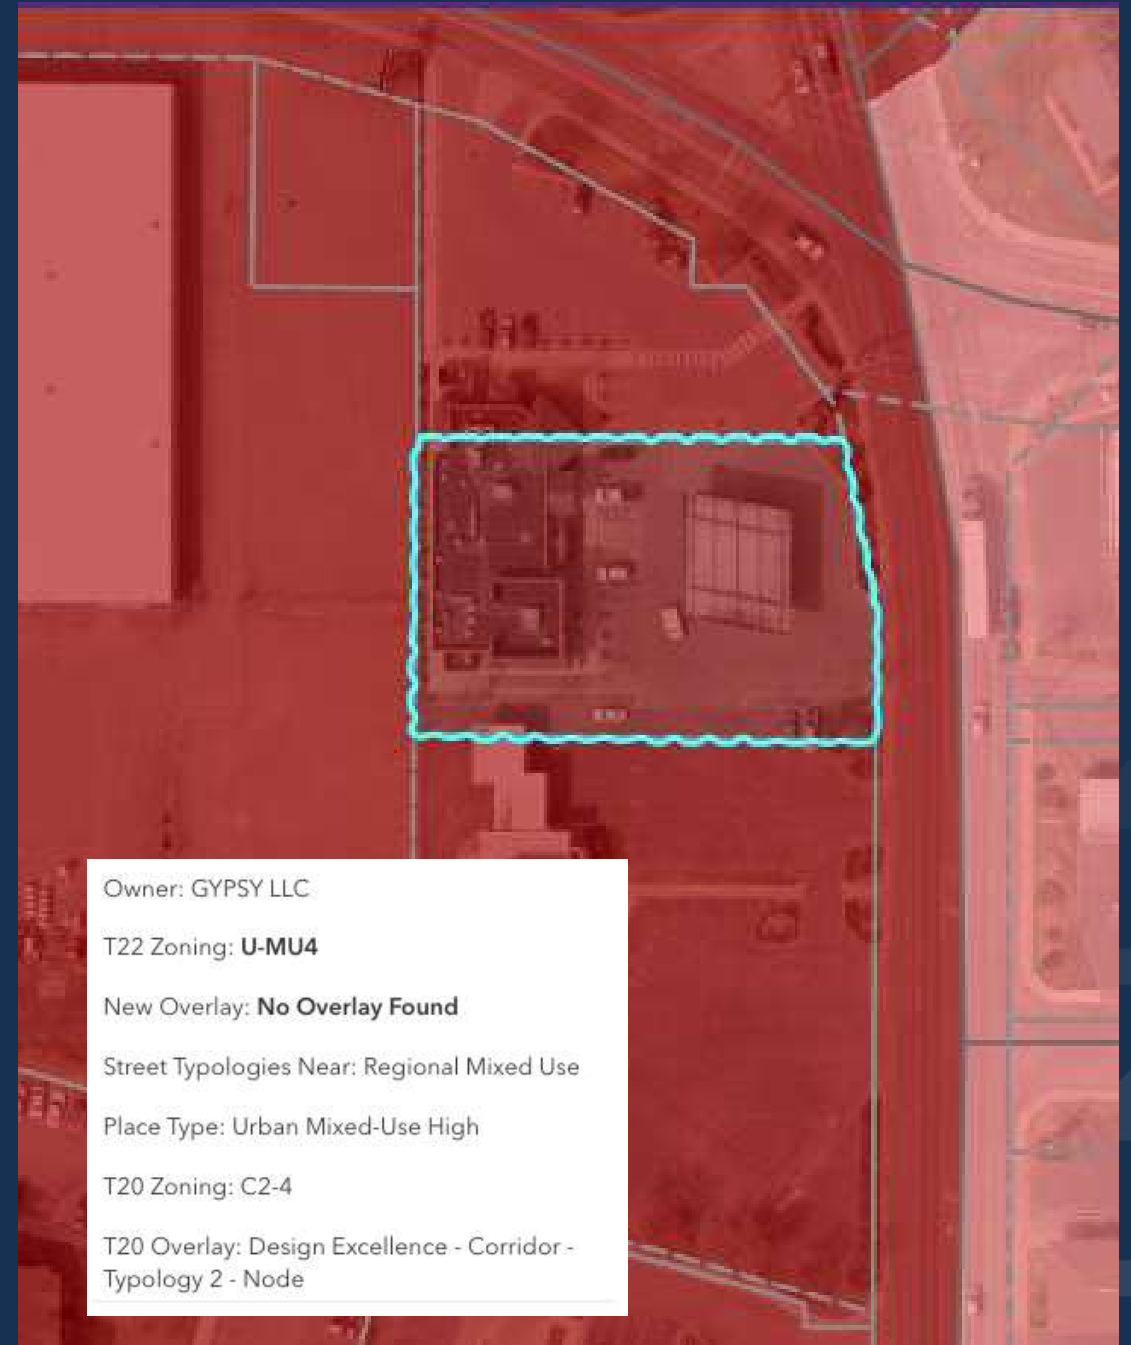 Owner: GYPSY LLC
T22 Zoning: U-MU4
New Overlay: No Overlay Found
Street Typologies Near: Regional Mixed Use
Place Type: Urban Mixed-Use High
T20 Zoning: C2-4
T20 Overlay: Design Excellence - Corridor -
Typology 2 - Node